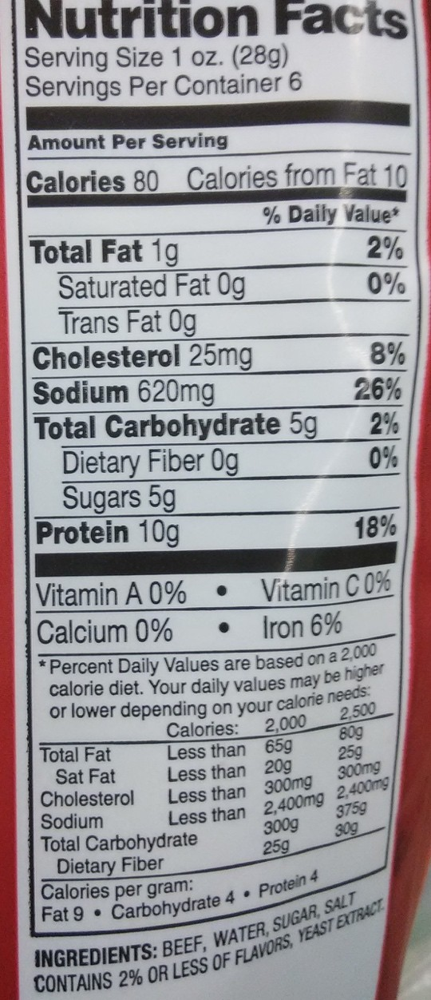 Nutrition Facts
Serving Size 1 oz. (28g)
Servings Per Container 6
Amount Per Serving
Calories 80 Calories from Fat 10
% Daily Value*
Total Fat 1g 2%
Saturated Fat 0g 0%
Trans Fat 0g
Cholesterol 25mg 8%
Sodium 620mg 26%
Total Carbohydrate 5g 2%
Dietary Fiber 0g 0%
Sugars 5g
Protein 10g 18%
Vitamin A 0% • Vitamin C 0%
Calcium 0% • Iron 6%
*Percent Daily Values are based on a 2,000
calorie diet. Your daily values may be higher
or lower depending on your calorie needs:
Calories: 2,000 2,500
Total Fat Less than 65g 80g
Sat Fat Less than 20g 25g
Cholesterol Less than 300mg 300mg
Sodium Less than 2,400mg 2,400mg
Total Carbohydrate 300g 375g
Dietary Fiber 25g 30g
Calories per gram:
Fat 9 • Carbohydrate 4 • Protein 4
INGREDIENTS: BEEF, WATER, SUGAR, SALT
CONTAINS 2% OR LESS OF FLAVORS, YEAST EXTRACT.